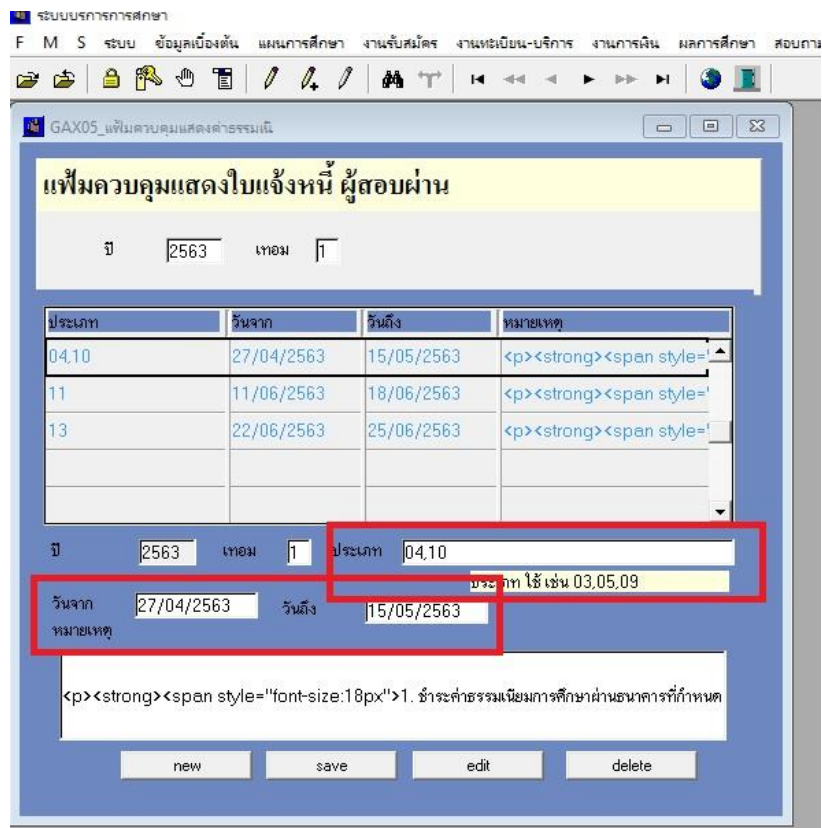 ระบบบริการการศึกษา
F M S ระบบ ข้อมูลเบื้องต้น แผนการศึกษา งานรับสมัคร งานทะเบียน-บริการ งานการเงิน ผลการศึกษา สอบถาม
GAX05_แฟ้มควบคุมแสดงค่าธรรมเนี
แฟ้มควบคุมแสดงใบแจ้งหนี้ ผู้สอบผ่าน
ปี 2563 เทอม 1
ประเภท วันจาก วันถึง หมายเหตุ
04,10 27/04/2563 15/05/2563 <p><strong><span style="
11 11/06/2563 18/06/2563 <p><strong><span style="
13 22/06/2563 25/06/2563 <p><strong><span style="
ปี 2563 เทอม 1 ประเภท 04,10
ประเภท ใช้ เช่น 03,05,09
วันจาก 27/04/2563 วันถึง 15/05/2563
หมายเหตุ
<p><strong><span style="font-size:18px">1. ชำระค่าธรรมเนียมการศึกษาผ่านธนาคารที่กำหนด
new save edit delete